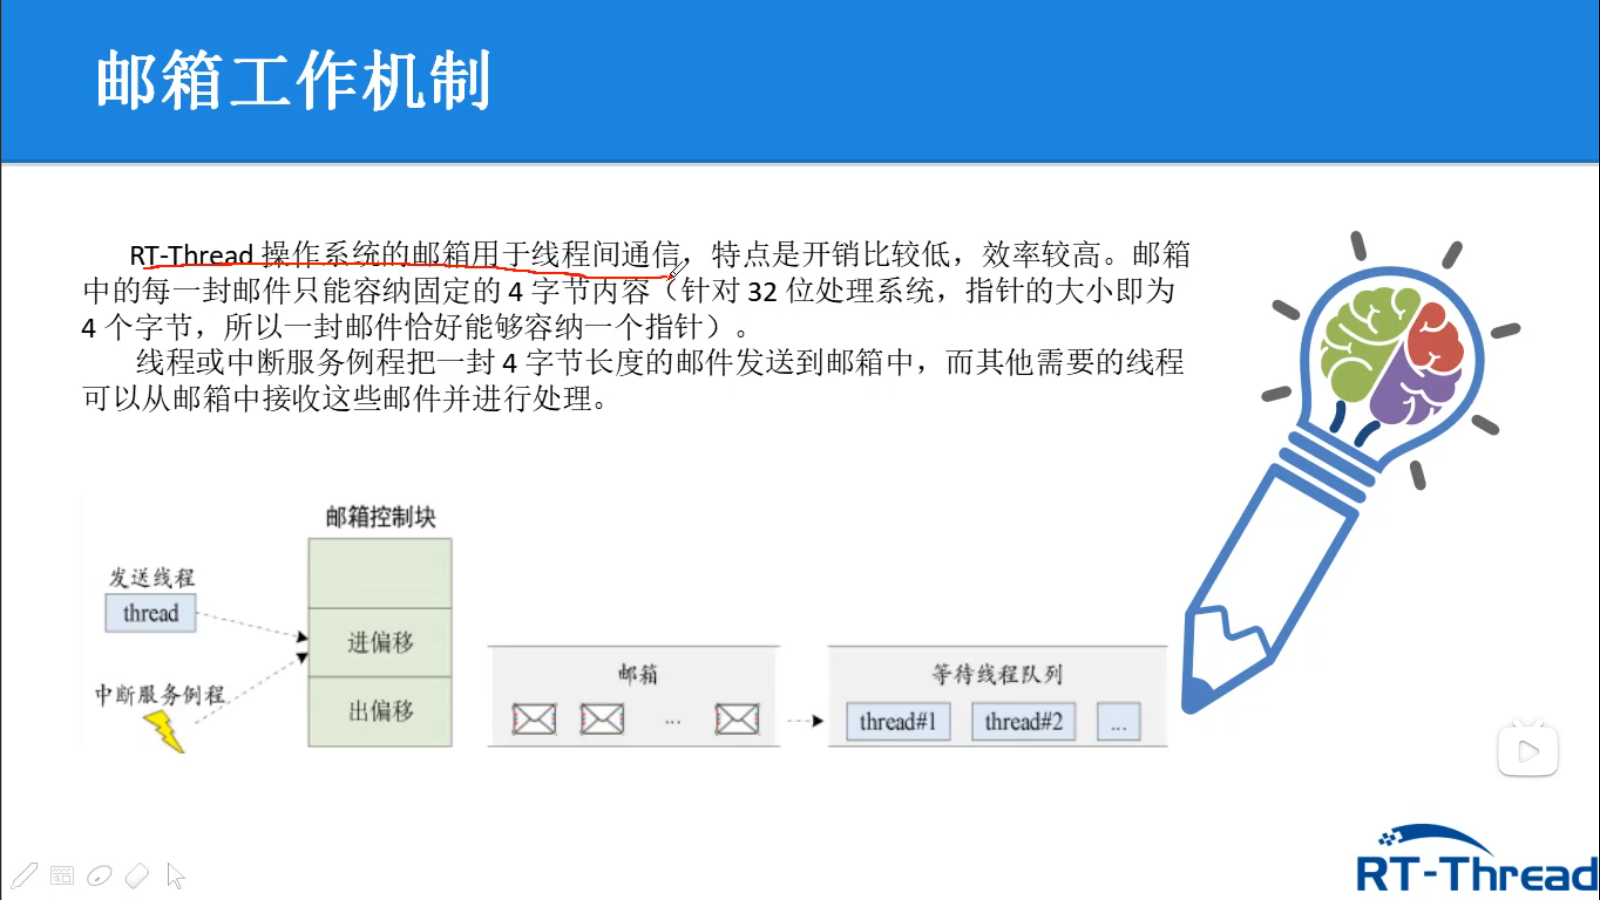 邮箱工作机制
RT-Thread 操作系统的邮箱用于线程间通信，特点是开销比较低，效率较高。邮箱
中的每一封邮件只能容纳固定的 4 字节内容（针对 32 位处理系统，指针的大小即为
4 个字节，所以一封邮件恰好能够容纳一个指针）。
线程或中断服务例程把一封 4 字节长度的邮件发送到邮箱中，而其他需要的线程
可以从邮箱中接收这些邮件并进行处理。
邮箱控制块
发送线程
thread
进偏移
中断服务例程
出偏移
邮箱
...
等待线程队列
thread#1
thread#2
...
RT-Thread